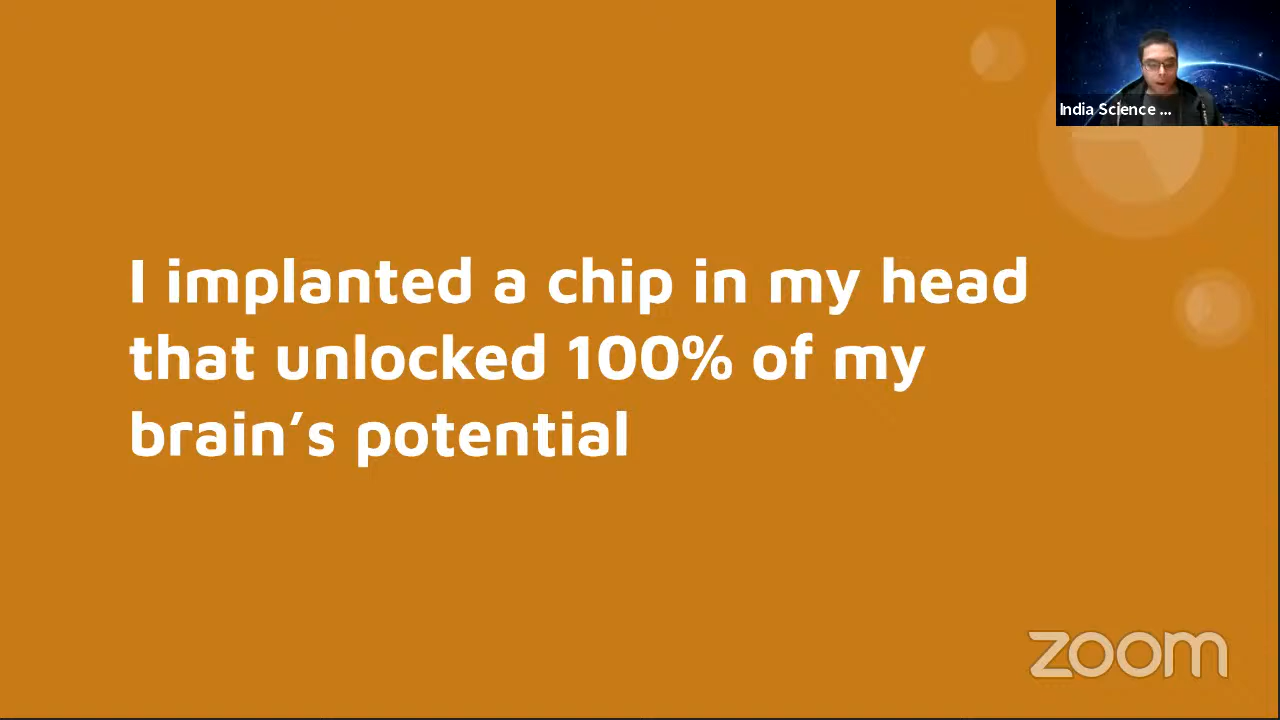 India Science ...
I implanted a chip in my head
that unlocked 100% of my
brain’s potential
zoom